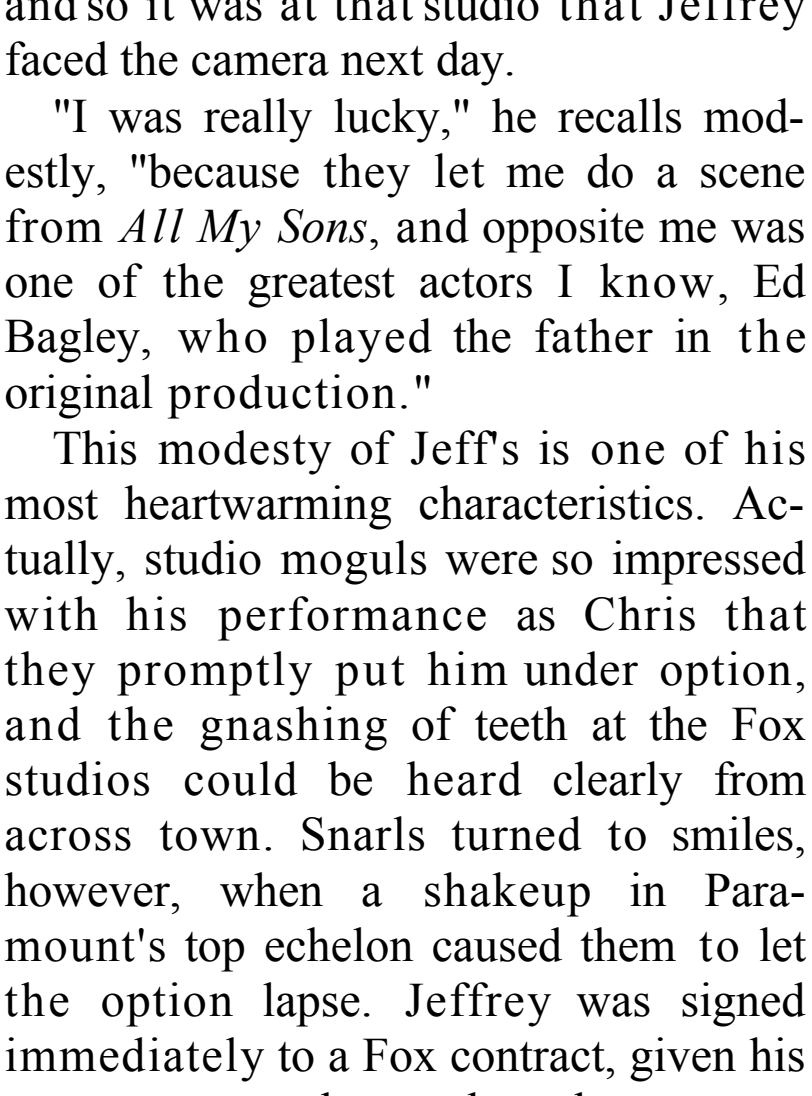 and so it was at that studio that Jeffrey
faced the camera next day.
"I was really lucky," he recalls mod-
estly, "because they let me do a scene
from All My Sons, and opposite me was
one of the greatest actors I know, Ed
Bagley, who played the father in the
original production."
This modesty of Jeff's is one of his
most heartwarming characteristics. Ac-
tually, studio moguls were so impressed
with his performance as Chris that
they promptly put him under option,
and the gnashing of teeth at the Fox
studios could be heard clearly from
across town. Snarls turned to smiles,
however, when a shakeup in Para-
mount's top echelon caused them to let
the option lapse. Jeffrey was signed
immediately to a Fox contract, given his